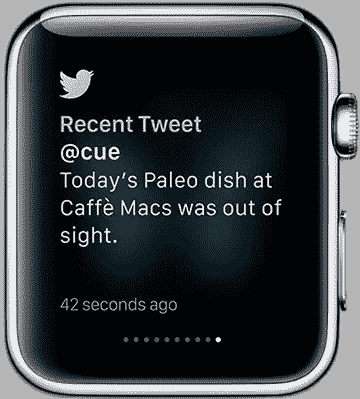 Recent Tweet
@cue
Today's Paleo dish at
Caffè Macs was out of
sight.
42 seconds ago